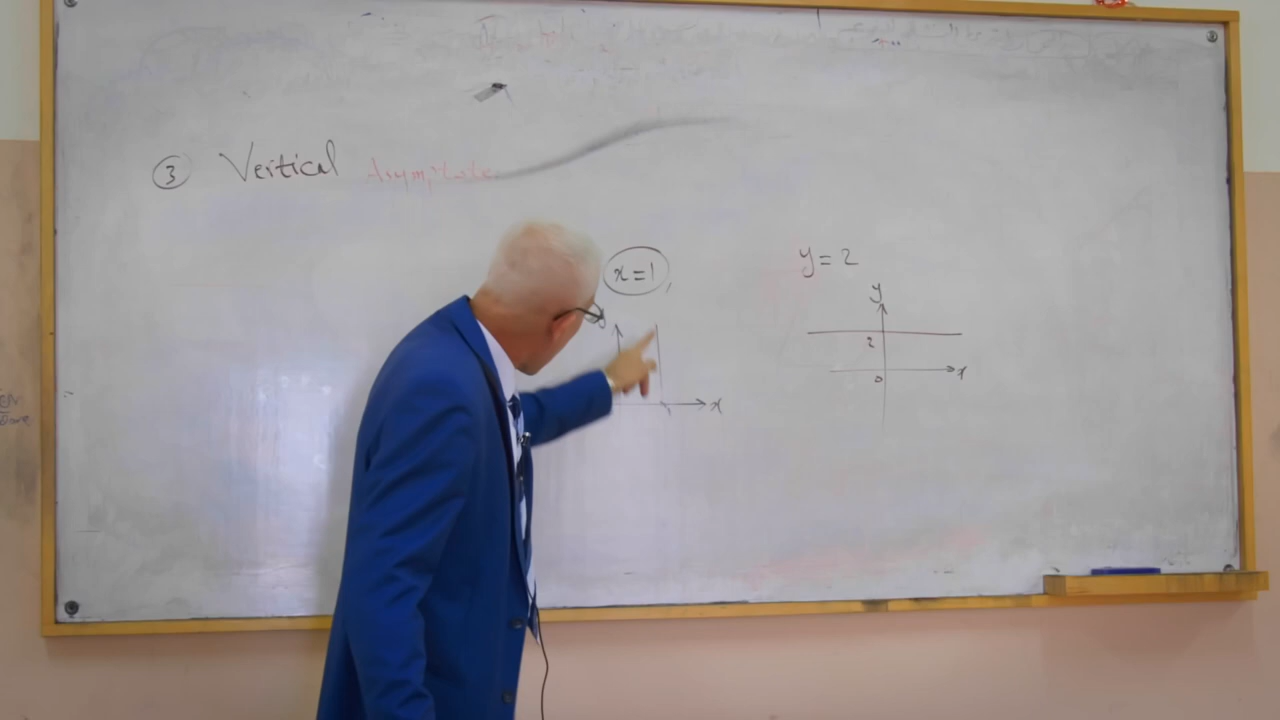 ③ Vertical Asymptote
x=1
x
y=2
y
2
0
x